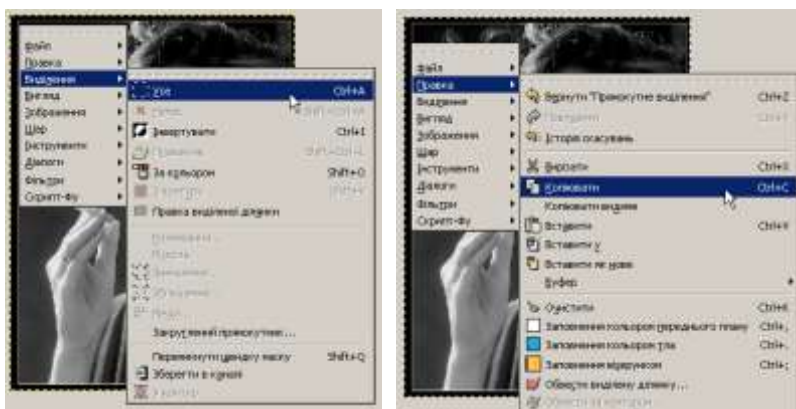 Файл
Правка
Виділення
Вигляд
Зображення
Шар
Інструменти
Діалоги
Фільтри
Скрипт-Фу
Усе Ctrl+A
Інвертувати Ctrl+I
За кольором Shift+O
Правка виділеної ділянки
Закруглений прямокутник...
Перемкнути швидку маску Shift+Q
Зберегти в каналі
Файл
Правка
Виділення
Вигляд
Зображення
Шар
Інструменти
Діалоги
Фільтри
Скрипт-Фу
Вернути "Прямокутне виділення" Ctrl+Z
Історія скасувань
Вирізати Ctrl+X
Копіювати Ctrl+C
Копіювати видиме
Вставити Ctrl+V
Вставити у
Вставити як нове
Буфер
Очистити Ctrl+K
Заповнення кольором переднього плану Ctrl+,
Заповнення кольором тла Ctrl+.
Заповнення візерунком Ctrl+;
Обвести виділену ділянку...